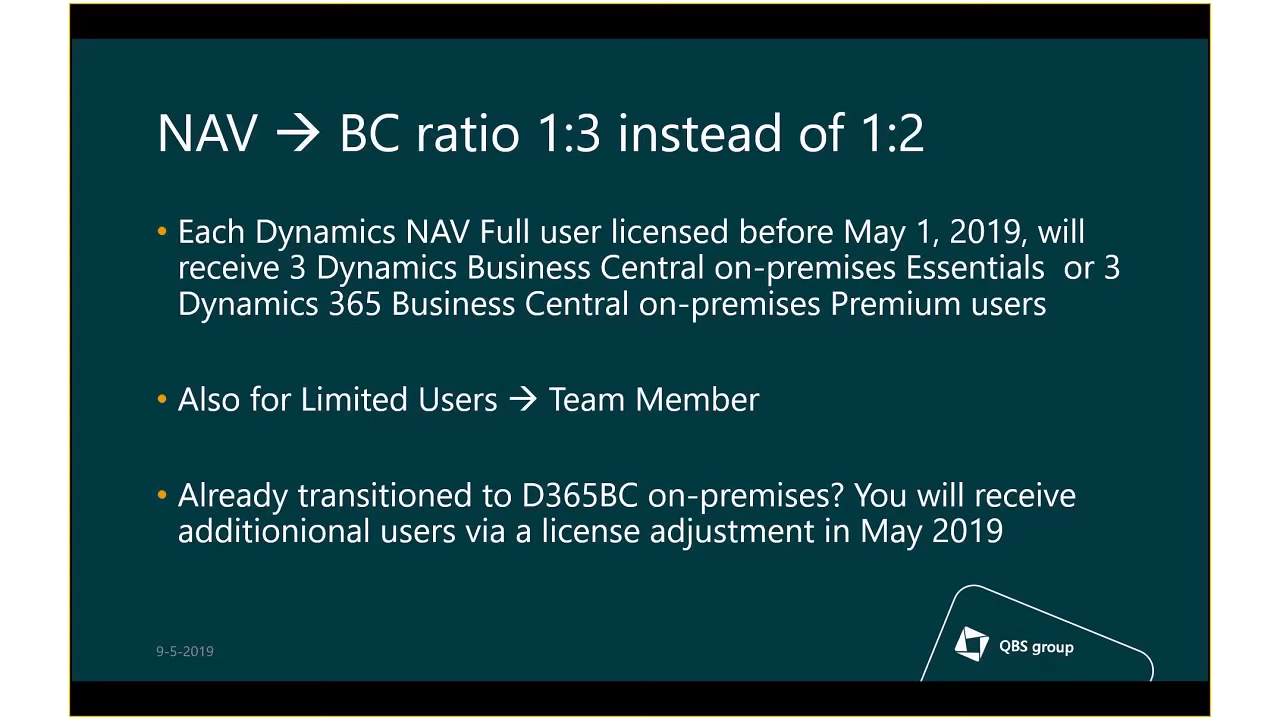 NAV → BC ratio 1:3 instead of 1:2
• Each Dynamics NAV Full user licensed before May 1, 2019, will
receive 3 Dynamics Business Central on-premises Essentials or 3
Dynamics 365 Business Central on-premises Premium users
• Also for Limited Users → Team Member
• Already transitioned to D365BC on-premises? You will receive
additionional users via a license adjustment in May 2019
9-5-2019
QBS group